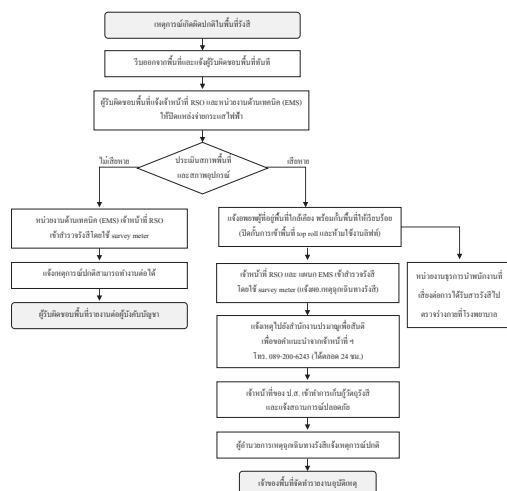 เหตุการณ์เกิดผิดปกติในพื้นที่รังสี
รีบออกจากพื้นที่และแจ้งผู้รับผิดชอบพื้นที่ทันที
ผู้รับผิดชอบพื้นที่แจ้งเจ้าหน้าที่ RSO และหน่วยงานด้านเทคนิค (EMS)
ให้ปิดแหล่งจ่ายกระแสไฟฟ้า
ไม่เสียหาย
ประเมินสภาพพื้นที่
และสภาพอุปกรณ์
เสียหาย
หน่วยงานด้านเทคนิค (EMS) เจ้าหน้าที่ RSO
เข้าสำรวจรังสีโดยใช้ survey meter
แจ้งเหตุการณ์ปกติสามารถทำงานต่อได้
ผู้รับผิดชอบพื้นที่รายงานต่อผู้บังคับบัญชา
แจ้งอพยพผู้ที่อยู่พื้นที่ใกล้เคียง พร้อมกั้นพื้นที่ให้เรียบร้อย
(ปิดกั้นการเข้าพื้นที่ top roll และห้ามใช้งานลิฟท์)
เจ้าหน้าที่ RSO และ แผนก EMS เข้าสำรวจรังสี
โดยใช้ survey meter (แจ้งผอ.เหตุฉุกเฉินทางรังสี)
หน่วยงานธุรการนำพนักงานที่
เสี่ยงต่อการได้รับสารรังสีไป
ตรวจร่างกายที่โรงพยาบาล
แจ้งเหตุไปยังสำนักงานปรมาณูเพื่อสันติ
เพื่อขอคำแนะนำจากเจ้าหน้าที่ ฯ
โทร. 089-200-6243 (ได้ตลอด 24 ชม.)
เจ้าหน้าที่ของ ป.ส. เข้าทำการเก็บกู้วัตถุรังสี
และแจ้งสถานการณ์ปลอดภัย
ผู้อำนวยการเหตุฉุกเฉินทางรังสีแจ้งเหตุการณ์ปกติ
เจ้าของพื้นที่จัดทำรายงานอุบัติเหตุ